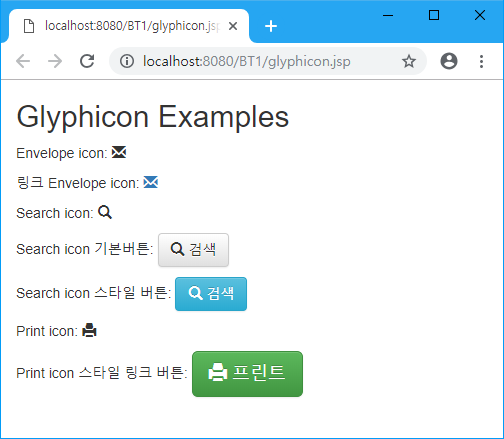 localhost:8080/BT1/glyphicon.jsp
localhost:8080/BT1/glyphicon.jsp
Glyphicon Examples
Envelope icon:
링크 Envelope icon:
Search icon:
Search icon 기본버튼: 검색
Search icon 스타일 버튼: 검색
Print icon:
Print icon 스타일 링크 버튼: 프린트